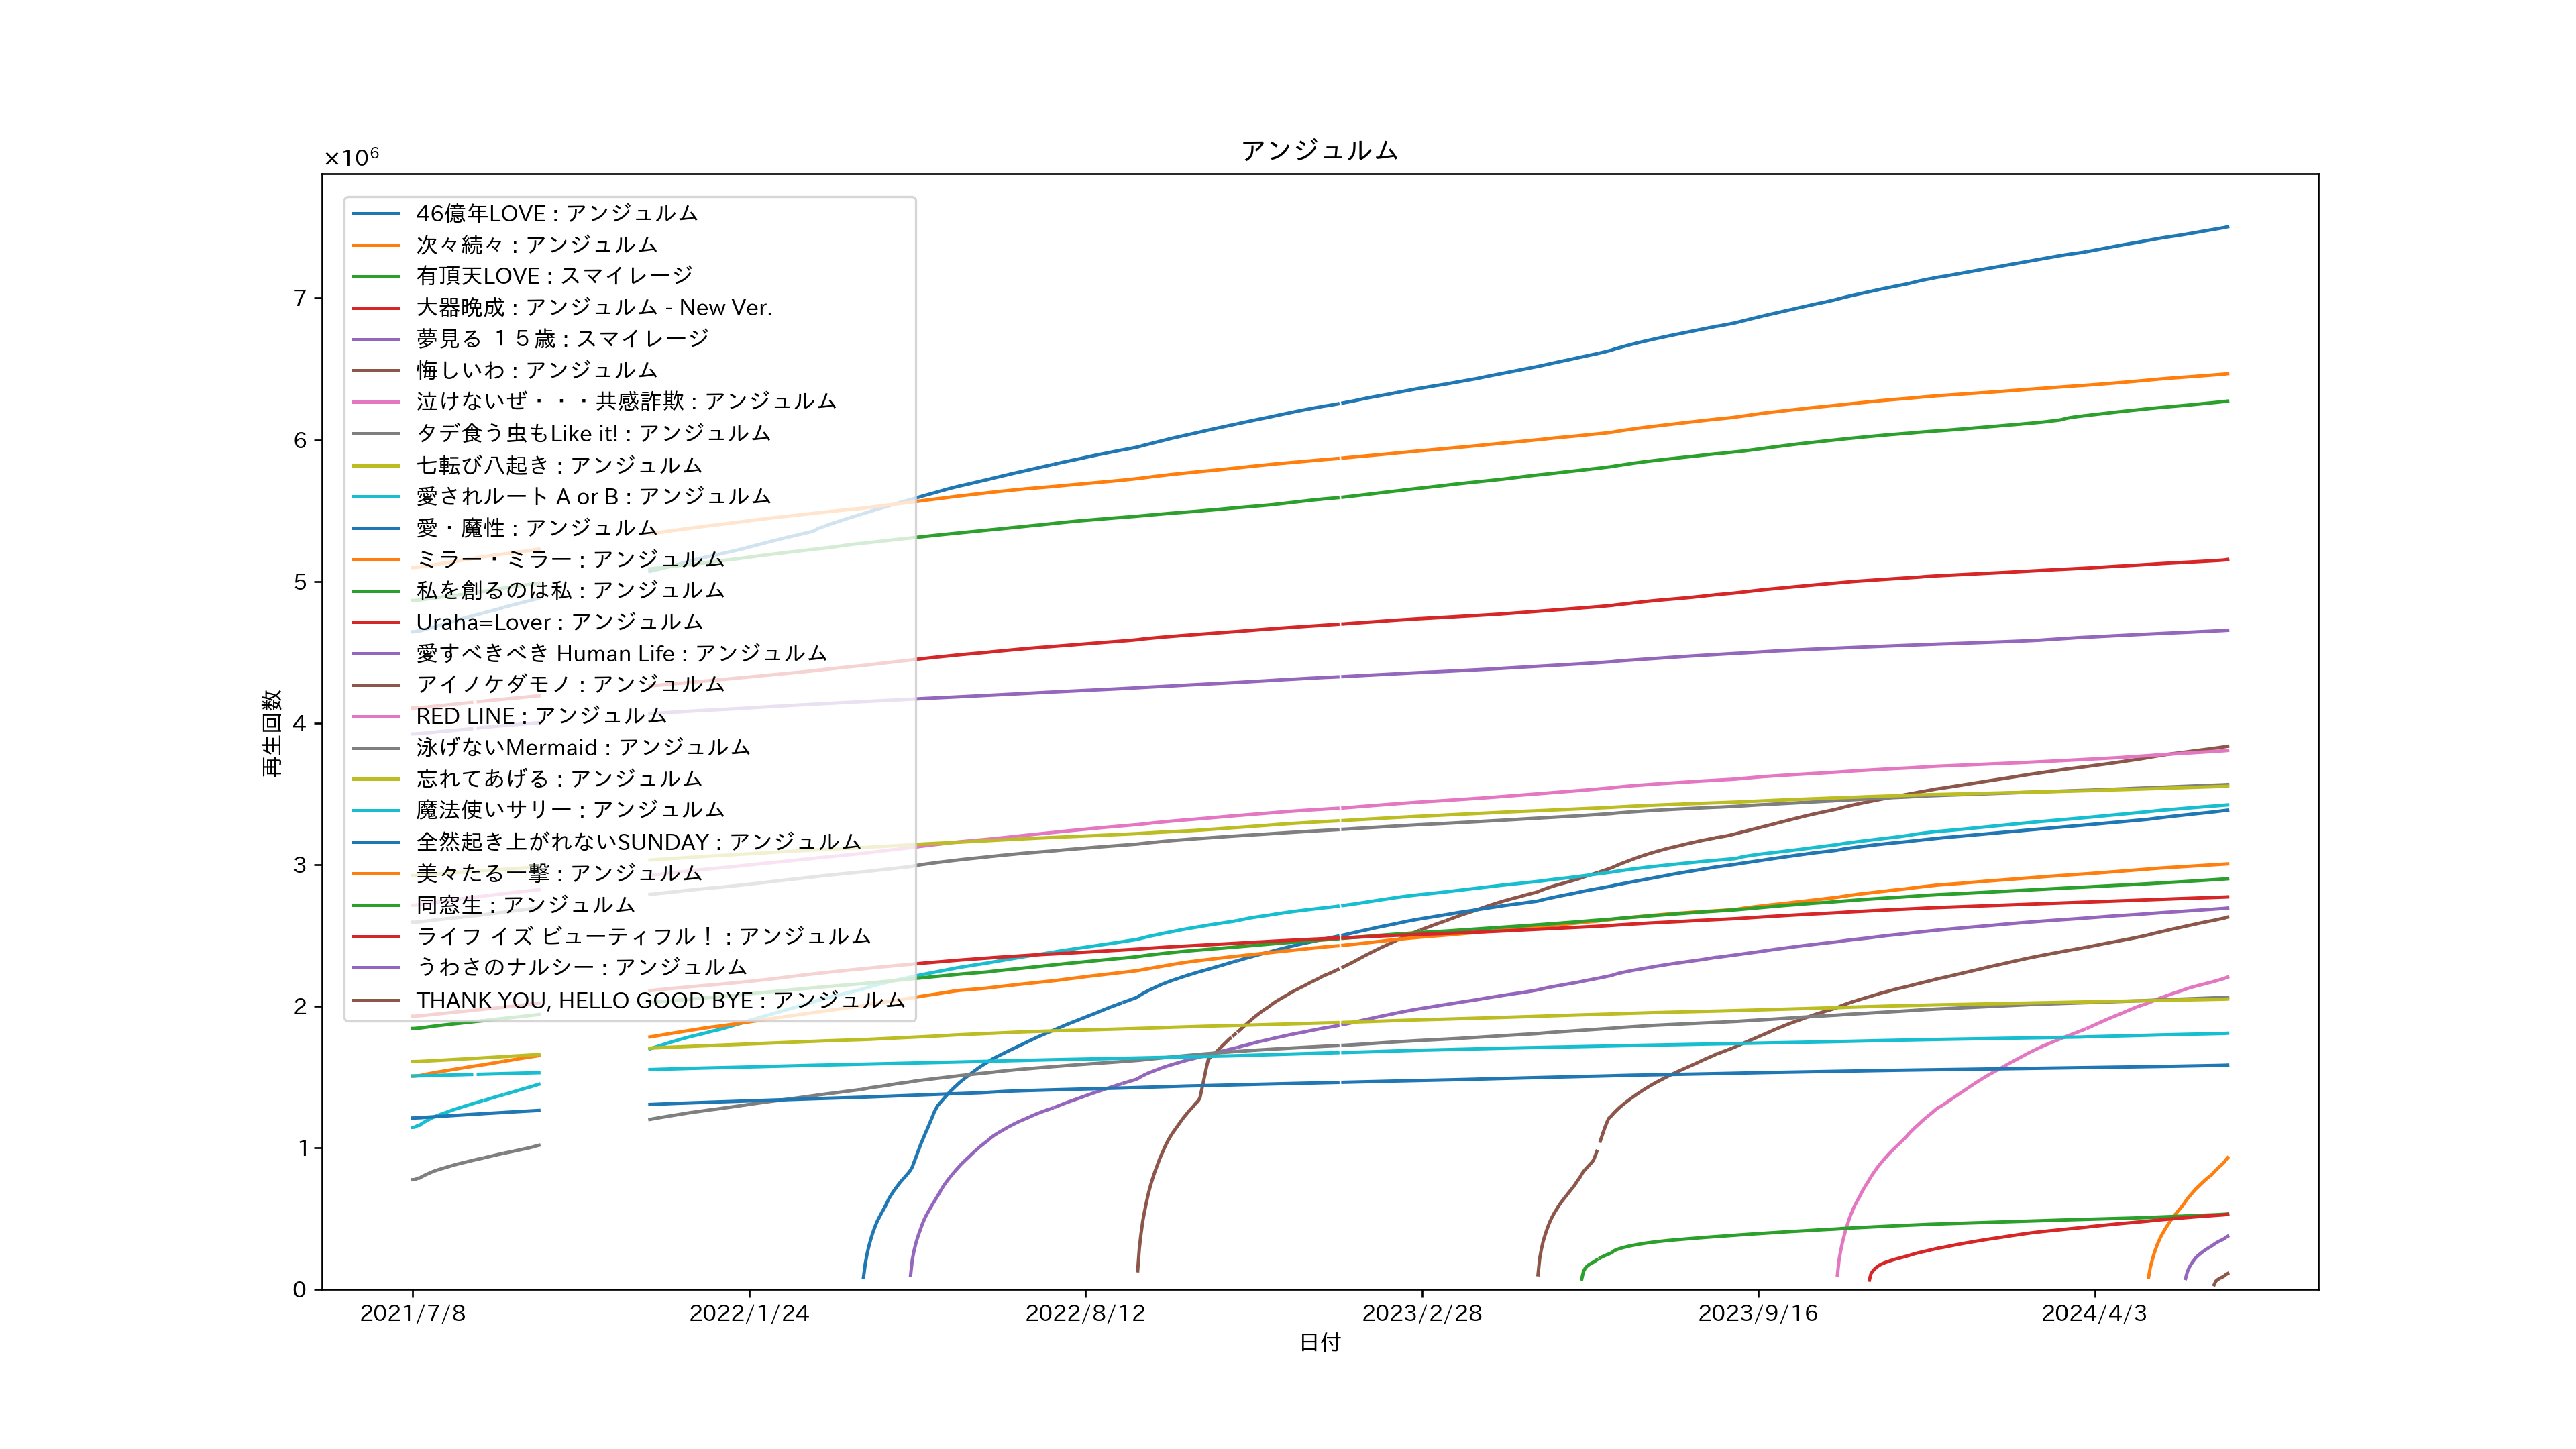 アンジュルム
×10⁶
46億年LOVE : アンジュルム
次々続々 : アンジュルム
有頂天LOVE : スマイレージ
大器晩成 : アンジュルム - New Ver.
夢見る １５歳 : スマイレージ
悔しいわ : アンジュルム
泣けないぜ・・・共感詐欺 : アンジュルム
タデ食う虫もLike it! : アンジュルム
七転び八起き : アンジュルム
愛されルート A or B : アンジュルム
愛・魔性 : アンジュルム
ミラー・ミラー : アンジュルム
私を創るのは私 : アンジュルム
Uraha=Lover : アンジュルム
愛すべきべき Human Life : アンジュルム
アイノケダモノ : アンジュルム
RED LINE : アンジュルム
泳げないMermaid : アンジュルム
忘れてあげる : アンジュルム
魔法使いサリー : アンジュルム
全然起き上がれないSUNDAY : アンジュルム
美々たる一撃 : アンジュルム
同窓生 : アンジュルム
ライフ イズ ビューティフル！ : アンジュルム
うわさのナルシー : アンジュルム
THANK YOU, HELLO GOOD BYE : アンジュルム
7
6
5
4
3
2
1
0
再生回数
2021/7/8
2022/1/24
2022/8/12
2023/2/28
2023/9/16
2024/4/3
日付